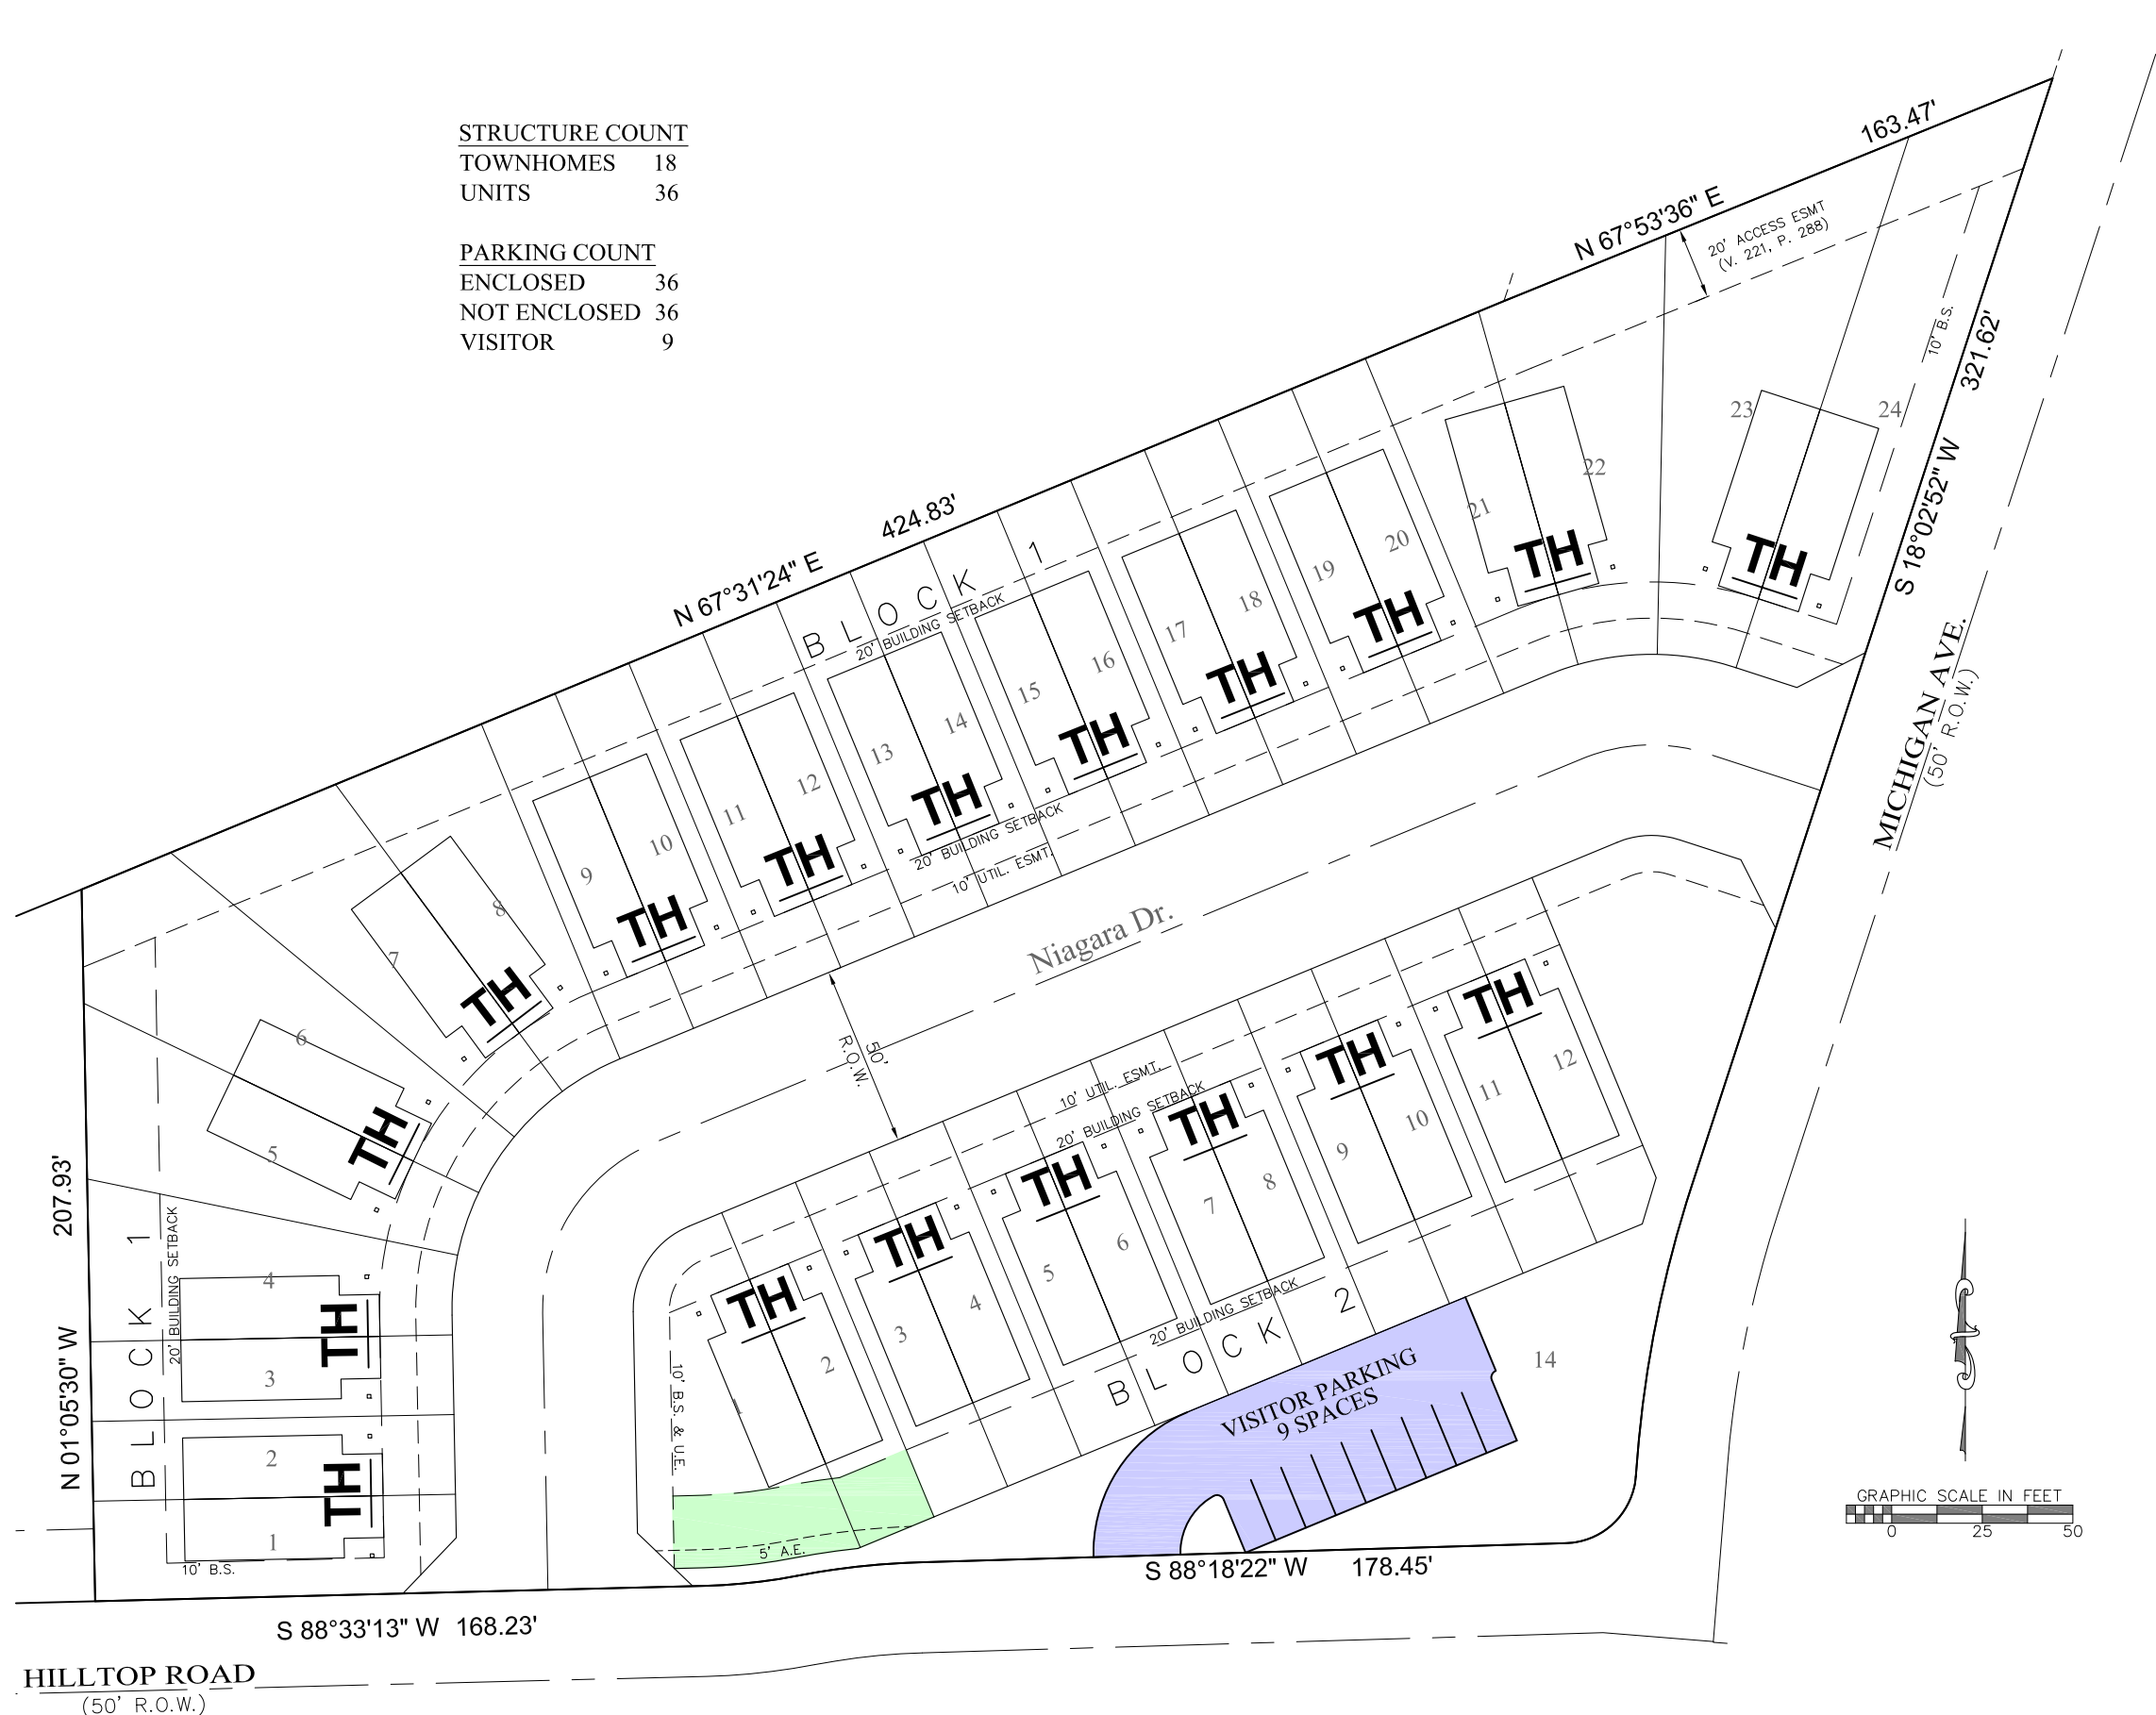 STRUCTURE COUNT
TOWNHOMES 18
UNITS 36
PARKING COUNT
ENCLOSED 36
NOT ENCLOSED 36
VISITOR 9
163.47'
N 67°53'36" E
20' ACCESS ESMT
(V. 221, P. 288)
10' B.S.
321.62'
S 18°02'52" W
MICHIGAN AVE.
(50' R.O.W.)
424.83'
N 67°31'24" E
BLOCK 1
20' BUILDING SETBACK
23
24
TH
22
21
TH
20
19
TH
18
17
TH
16
15
TH
14
13
TH
12
11
TH
10
9
TH
8
7
TH
6
5
TH
4
3
TH
2
1
TH
20' BUILDING SETBACK
10' UTIL. ESMT.
Niagara Dr.
50'
R.O.W.
10' UTIL. ESMT.
20' BUILDING SETBACK
TH
12
11
TH
10
9
TH
8
7
TH
6
5
TH
4
3
TH
2
1
20' BUILDING SETBACK
BLOCK 2
14
VISITOR PARKING
9 SPACES
10' B.S. & U.E.
5' A.E.
207.93'
N 01°05'30" W
BLOCK 1
20' BUILDING SETBACK
10' B.S.
S 88°18'22" W 178.45'
S 88°33'13" W 168.23'
HILLTOP ROAD
(50' R.O.W.)
GRAPHIC SCALE IN FEET
0 25 50